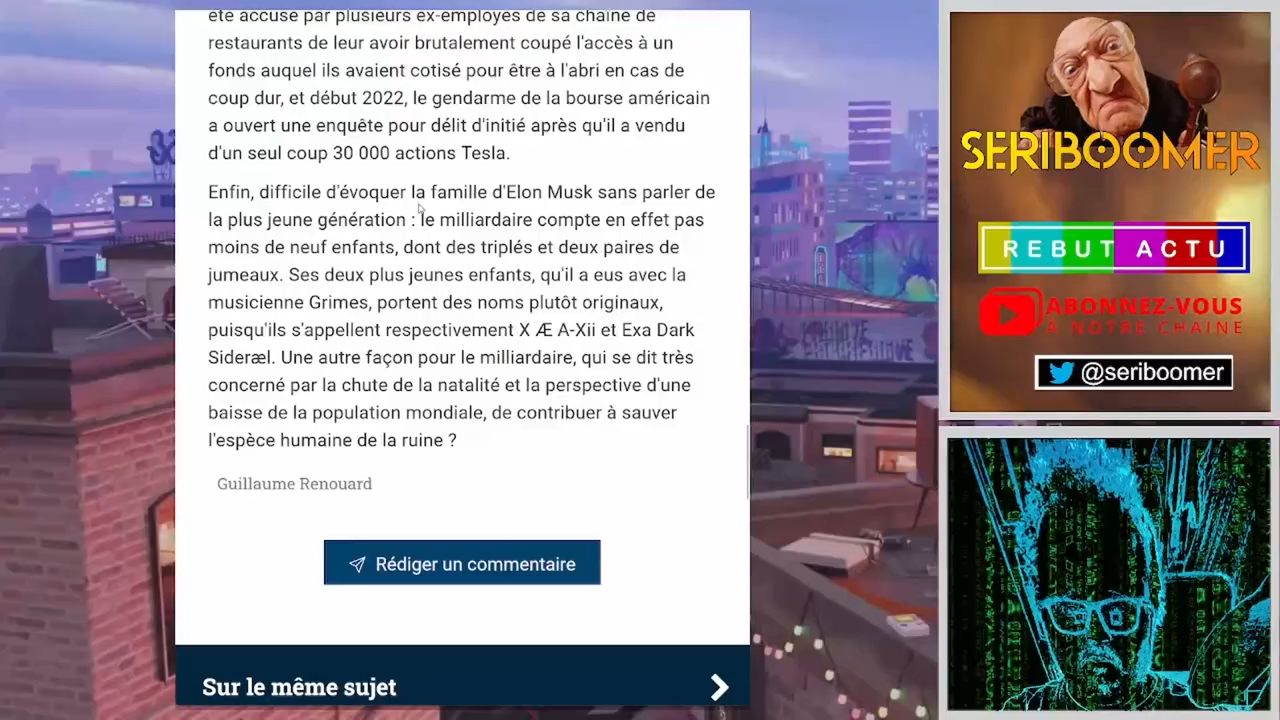 été accusé par plusieurs ex-employés de sa chaîne de
restaurants de leur avoir brutalement coupé l'accès à un
fonds auquel ils avaient cotisé pour être à l'abri en cas de
coup dur, et début 2022, le gendarme de la bourse américain
a ouvert une enquête pour délit d'initié après qu'il a vendu
d'un seul coup 30 000 actions Tesla.
Enfin, difficile d'évoquer la famille d'Elon Musk sans parler de
la plus jeune génération : le milliardaire compte en effet pas
moins de neuf enfants, dont des triplés et deux paires de
jumeaux. Ses deux plus jeunes enfants, qu'il a eus avec la
musicienne Grimes, portent des noms plutôt originaux,
puisqu'ils s'appellent respectivement X Æ A-Xii et Exa Dark
Sideræl. Une autre façon pour le milliardaire, qui se dit très
concerné par la chute de la natalité et la perspective d'une
baisse de la population mondiale, de contribuer à sauver
l'espèce humaine de la ruine ?
Guillaume Renouard
Rédiger un commentaire
Sur le même sujet
SERIBOOMER
REBUT ACTU
ABONNEZ-VOUS
À NOTRE CHAINE
@seriboomer